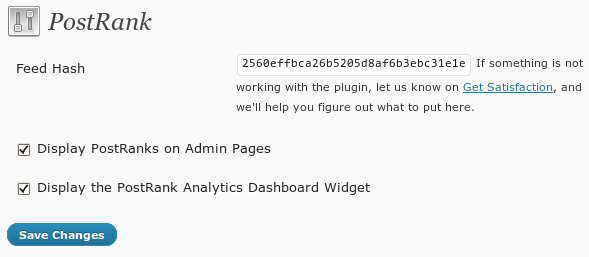 PostRank
Feed Hash
2560effbca26b5205d8af6b3ebc31e1e If something is not
working with the plugin, let us know on Get Satisfaction, and
we'll help you figure out what to put here.
Display PostRanks on Admin Pages
Display the PostRank Analytics Dashboard Widget
Save Changes